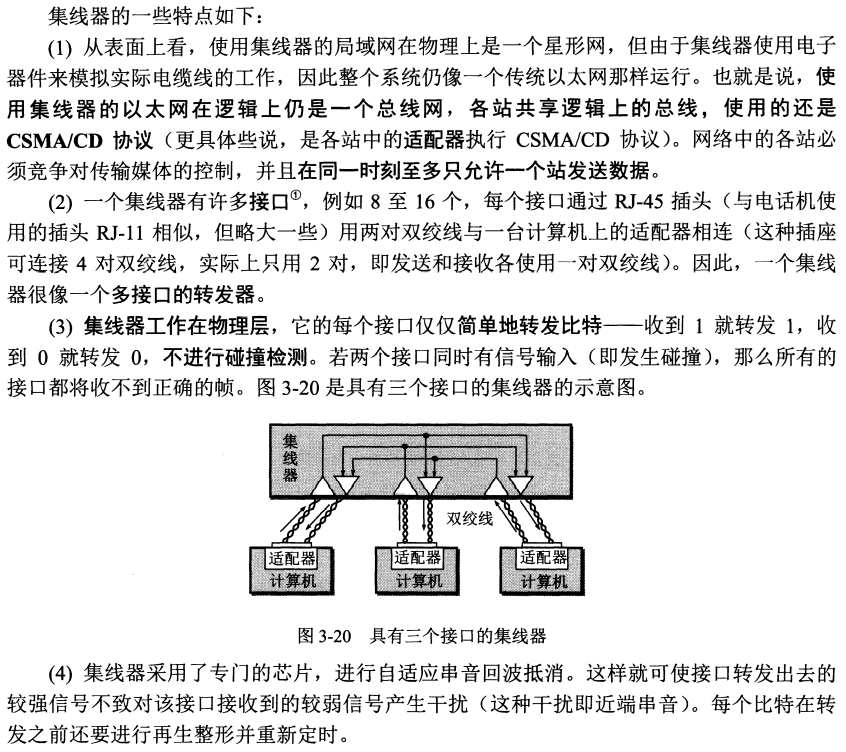 集线器的一些特点如下：
(1) 从表面上看，使用集线器的局域网在物理上是一个星形网，但由于集线器使用电子
器件来模拟实际电缆线的工作，因此整个系统仍像一个传统以太网那样运行。也就是说，使
用集线器的以太网在逻辑上仍是一个总线网，各站共享逻辑上的总线，使用的还是
CSMA/CD 协议（更具体些说，是各站中的适配器执行 CSMA/CD 协议）。网络中的各站必
须竞争对传输媒体的控制，并且在同一时刻至多只允许一个站发送数据。
(2) 一个集线器有许多接口①，例如 8 至 16 个，每个接口通过 RJ-45 插头（与电话机使
用的插头 RJ-11 相似，但略大一些）用两对双绞线与一台计算机上的适配器相连（这种插座
可连接 4 对双绞线，实际上只用 2 对，即发送和接收各使用一对双绞线）。因此，一个集线
器很像一个多接口的转发器。
(3) 集线器工作在物理层，它的每个接口仅仅简单地转发比特——收到 1 就转发 1，收
到 0 就转发 0，不进行碰撞检测。若两个接口同时有信号输入（即发生碰撞），那么所有的
接口都将收不到正确的帧。图 3-20 是具有三个接口的集线器的示意图。
集线器
双绞线
适配器 适配器 适配器
计算机 计算机 计算机
图 3-20 具有三个接口的集线器
(4) 集线器采用了专门的芯片，进行自适应串音回波抵消。这样就可使接口转发出去的
较强信号不致对该接口接收到的较弱信号产生干扰（这种干扰即近端串音）。每个比特在转
发之前还要进行再生整形并重新定时。